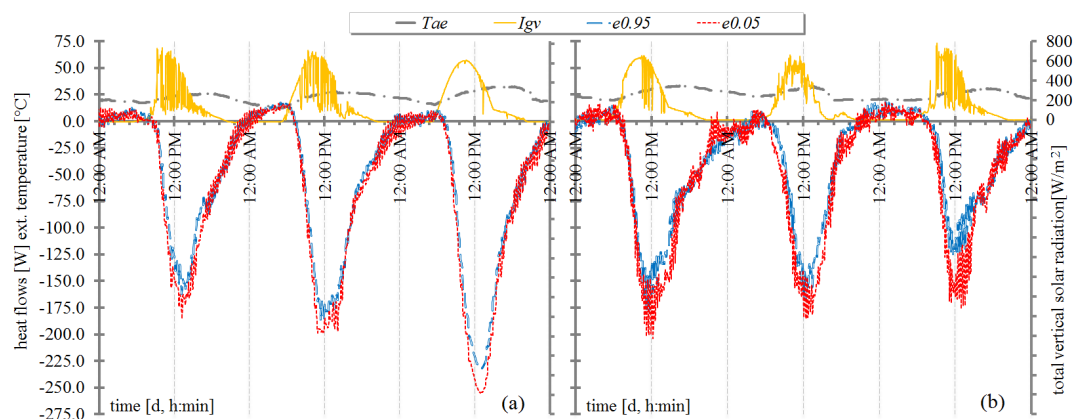 Tae Igv e0.95 e0.05
75.0
50.0
25.0
0.0
-25.0
-50.0
-75.0
-100.0
-125.0
-150.0
-175.0
-200.0
-225.0
-250.0
-275.0
heat flows [W] ext. temperature [°C]
12:00 AM
12:00 PM
12:00 AM
12:00 PM
12:00 AM
12:00 PM
12:00 AM
time [d, h:min]
(a)
12:00 AM
12:00 PM
12:00 AM
12:00 PM
12:00 AM
12:00 PM
12:00 AM
time [d, h:min]
(b)
800
600
400
200
0
total vertical solar radiation[W/m⁻²]